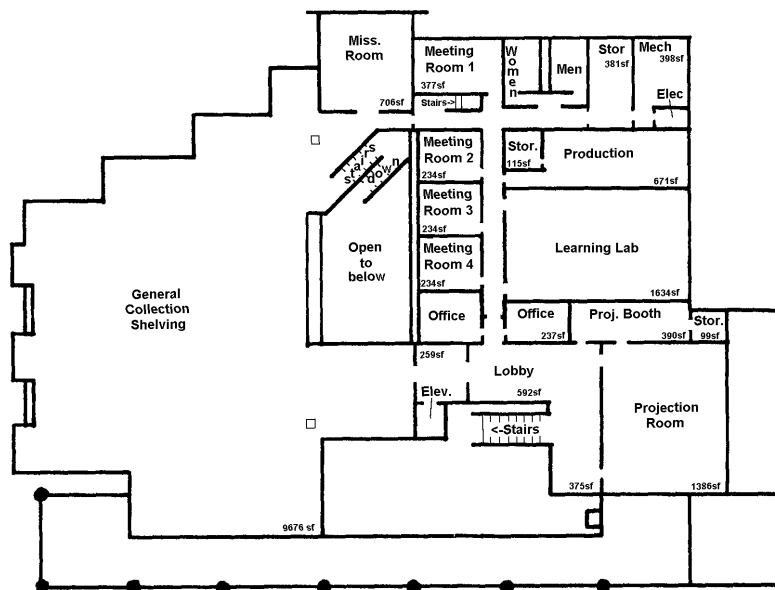 Miss.
Room
706sf
Meeting
Room 1
377sf
Stairs->
Women
Men
Stor
381sf
Mech
398sf
Elec
Stairs
down
Meeting
Room 2
234sf
Stor.
115sf
Production
671sf
Meeting
Room 3
234sf
Meeting
Room 4
234sf
Learning Lab
1634sf
Open
to
below
General
Collection
Shelving
Office
Office
237sf
Proj. Booth
390sf
Stor.
99sf
259sf
Lobby
592sf
Elev.
<-Stairs
Projection
Room
375sf
1386sf
9676 sf